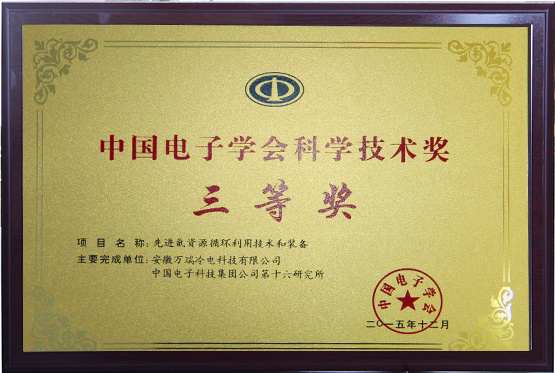 中国电子学会科学技术奖
三等奖
项目名称:先进氦资源循环利用技术和装备
主要完成单位:安徽万瑞冷电科技有限公司
中国电子科技集团公司第十六研究所
中国电子学会
二〇一五年十二月